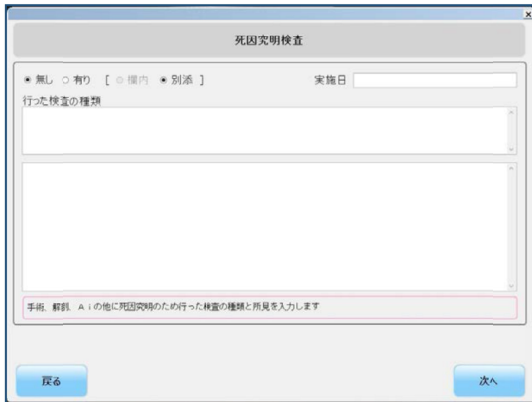 死因究明検査
無し 有り [ 欄内 別添 ] 実施日
行った検査の種類
手術、解剖、Aiの他に死因究明のため行った検査の種類と所見を入力します
戻る 次へ